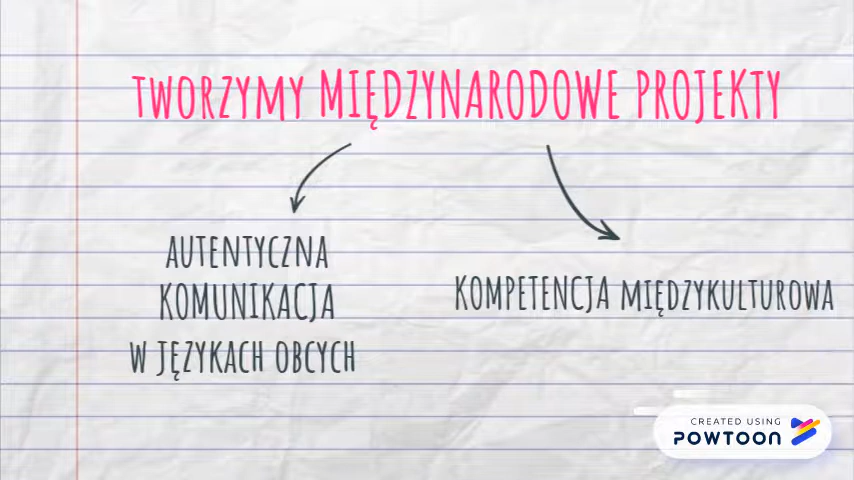 TWORZYMY MIĘDZYNARODOWE PROJEKTY
AUTENTYCZNA
KOMUNIKACJA
W JĘZYKACH OBCYCH
KOMPETENCJA MIĘDZYKULTUROWA
CREATED USING
POWTOON